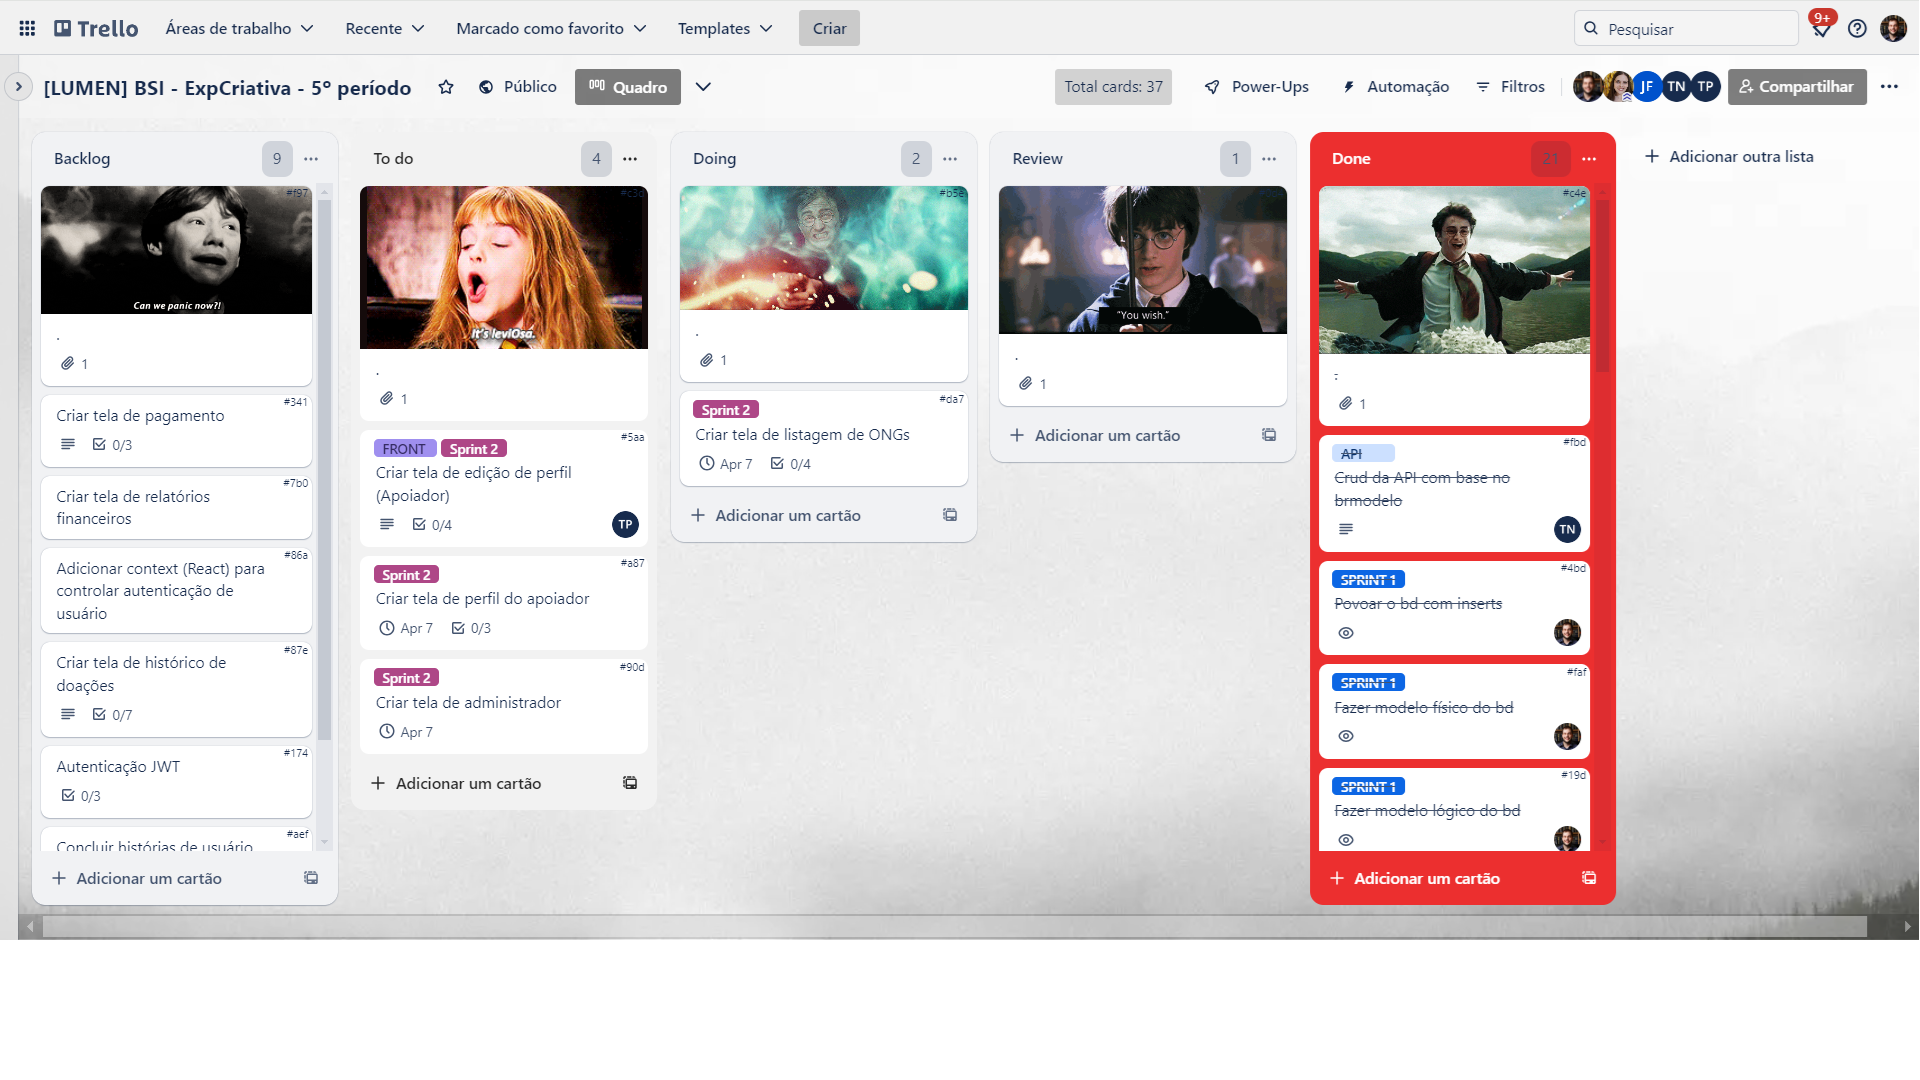 Trello
Áreas de trabalho
Recente
Marcado como favorito
Templates
Criar
Pesquisar
9+
[LUMEN] BSI - ExpCriativa - 5º período
Público
Quadro
Total cards: 37
Power-Ups
Automação
Filtros
JF
TN
TP
Compartilhar
Backlog
9
#f97
Can we panic now?!
.
1
#341
Criar tela de pagamento
0/3
#7b0
Criar tela de relatórios
financeiros
#86a
Adicionar context (React) para
controlar autenticação de
usuário
#87e
Criar tela de histórico de
doações
0/7
#174
Autenticação JWT
0/3
#aef
Concluir histórias de usuário
Adicionar um cartão
To do
4
It's leviOsa.
.
1
#5aa
FRONT
Sprint 2
Criar tela de edição de perfil
(Apoiador)
0/4
TP
#a87
Sprint 2
Criar tela de perfil do apoiador
Apr 7
0/3
#90d
Sprint 2
Criar tela de administrador
Apr 7
Adicionar um cartão
Doing
2
#b5e
.
1
#da7
Sprint 2
Criar tela de listagem de ONGs
Apr 7
0/4
Adicionar um cartão
Review
1
"You wish."
.
1
Adicionar um cartão
Done
21
#c4e
.
1
#fbd
API
Crud da API com base no
brmodelo
TN
#4bd
SPRINT 1
Povoar o bd com inserts
#faf
SPRINT 1
Fazer modelo físico do bd
#19d
SPRINT 1
Fazer modelo lógico do bd
Adicionar um cartão
Adicionar outra lista